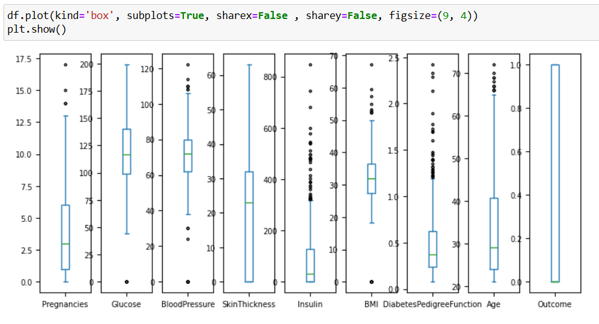 df.plot(kind='box', subplots=True, sharex=False , sharey=False, figsize=(9, 4))
plt.show()
17.5 15.0 12.5 10.0 7.5 5.0 2.5 0.0
200 175 150 125 100 75 50 25 0
120 100 80 60 40 20 0
60 50 40 30 20 10 0
800 600 400 200 0
70 60 50 40 30 20 10 0
2.5 2.0 1.5 1.0 0.5 0.0
70 60 50 40 30 20
1.0 0.8 0.6 0.4 0.2 0.0
Pregnancies Glucose BloodPressure SkinThickness Insulin BMI DiabetesPedigreeFunction Age Outcome